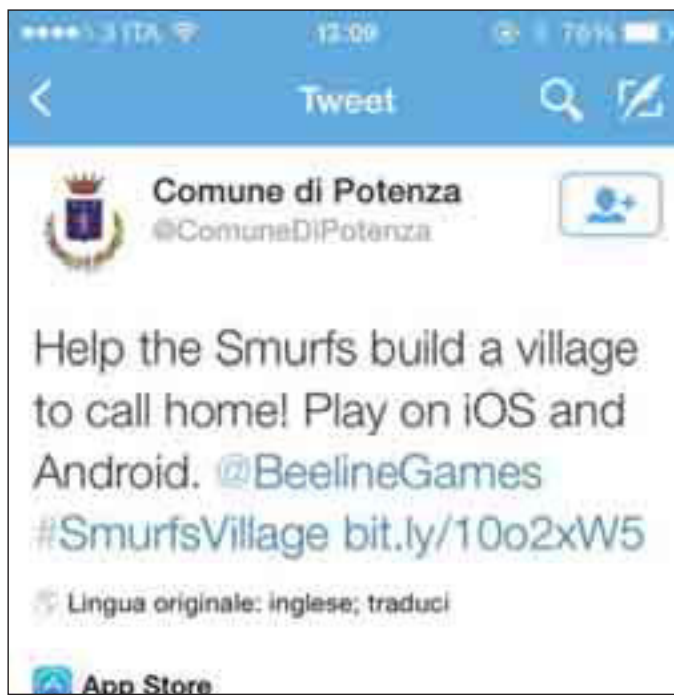 3 ITA 13:09 76%
Tweet
Comune di Potenza
@ComuneDiPotenza
Help the Smurfs build a village
to call home! Play on iOS and
Android. @BeelineGames
#SmurfsVillage bit.ly/10o2xW5
Lingua originale: inglese; traduci
App Store